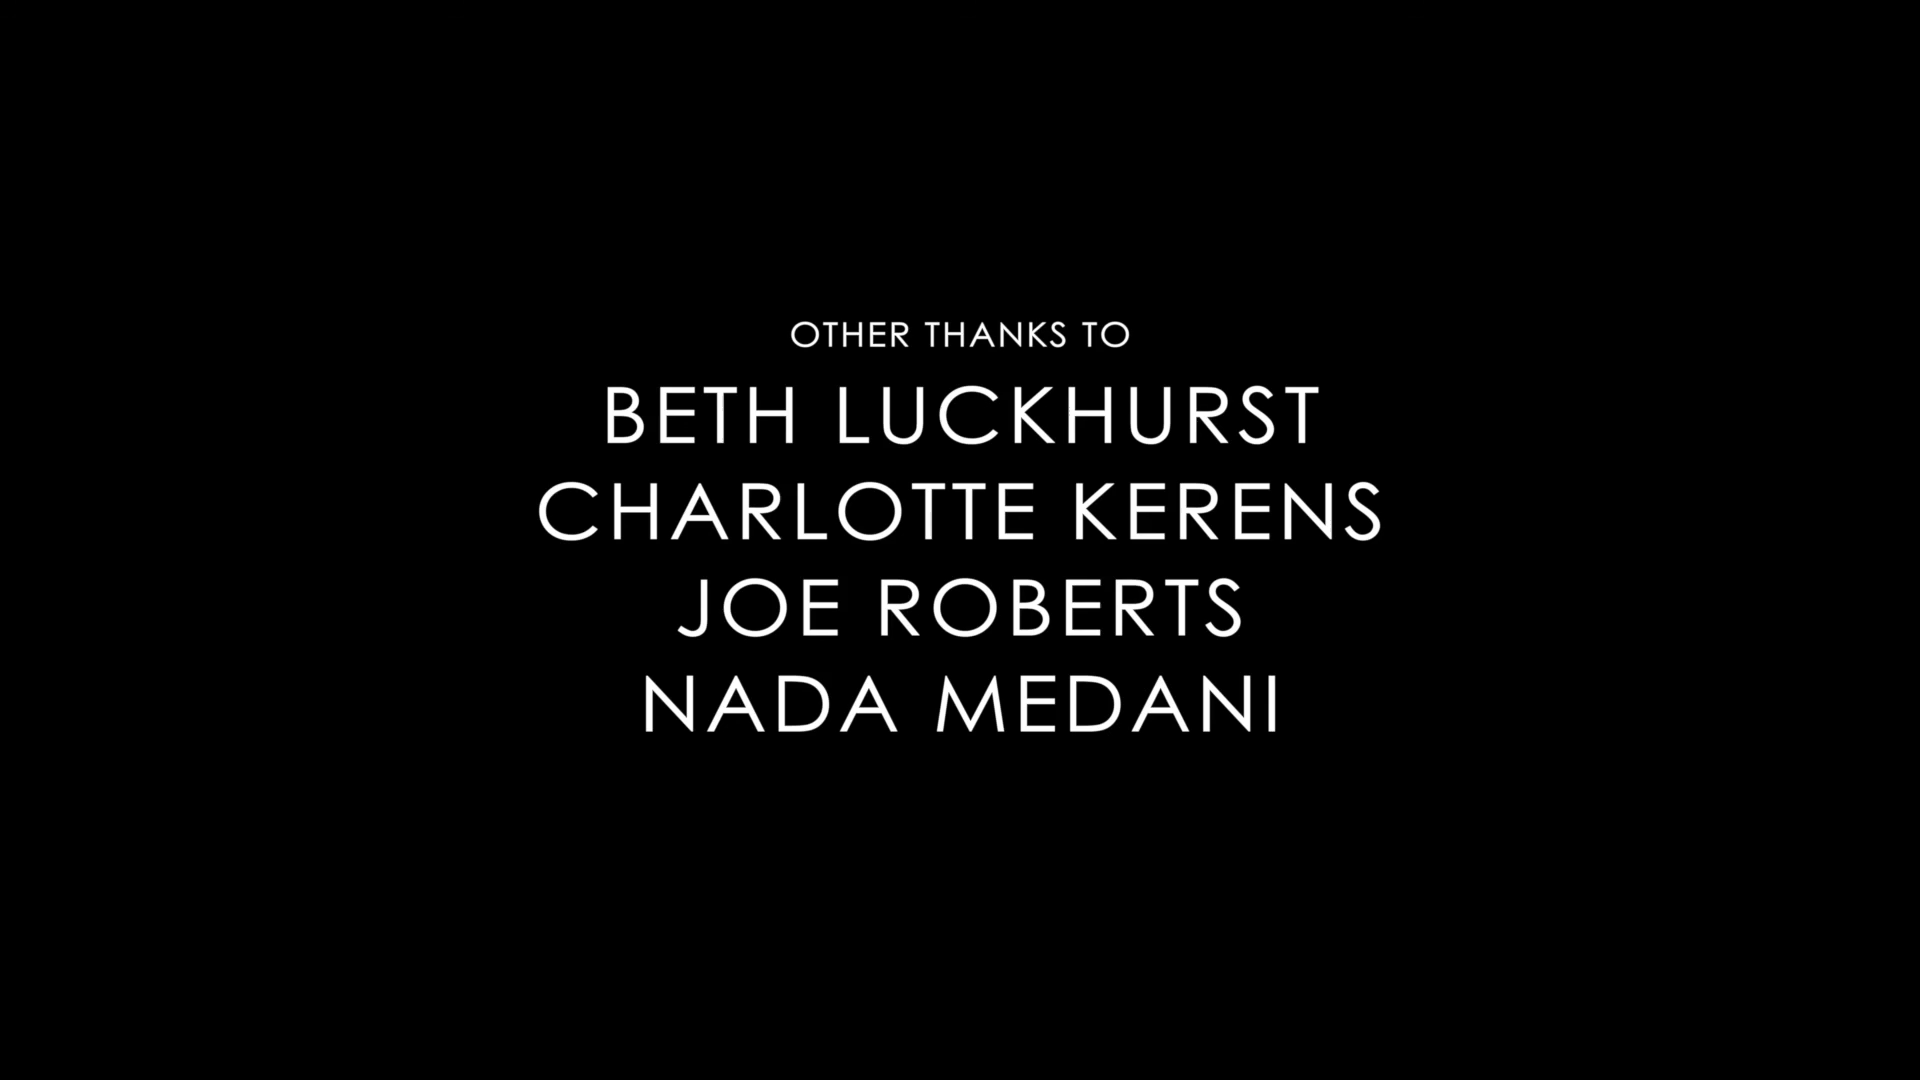 OTHER THANKS TO
BETH LUCKHURST
CHARLOTTE KERENS
JOE ROBERTS
NADA MEDANI